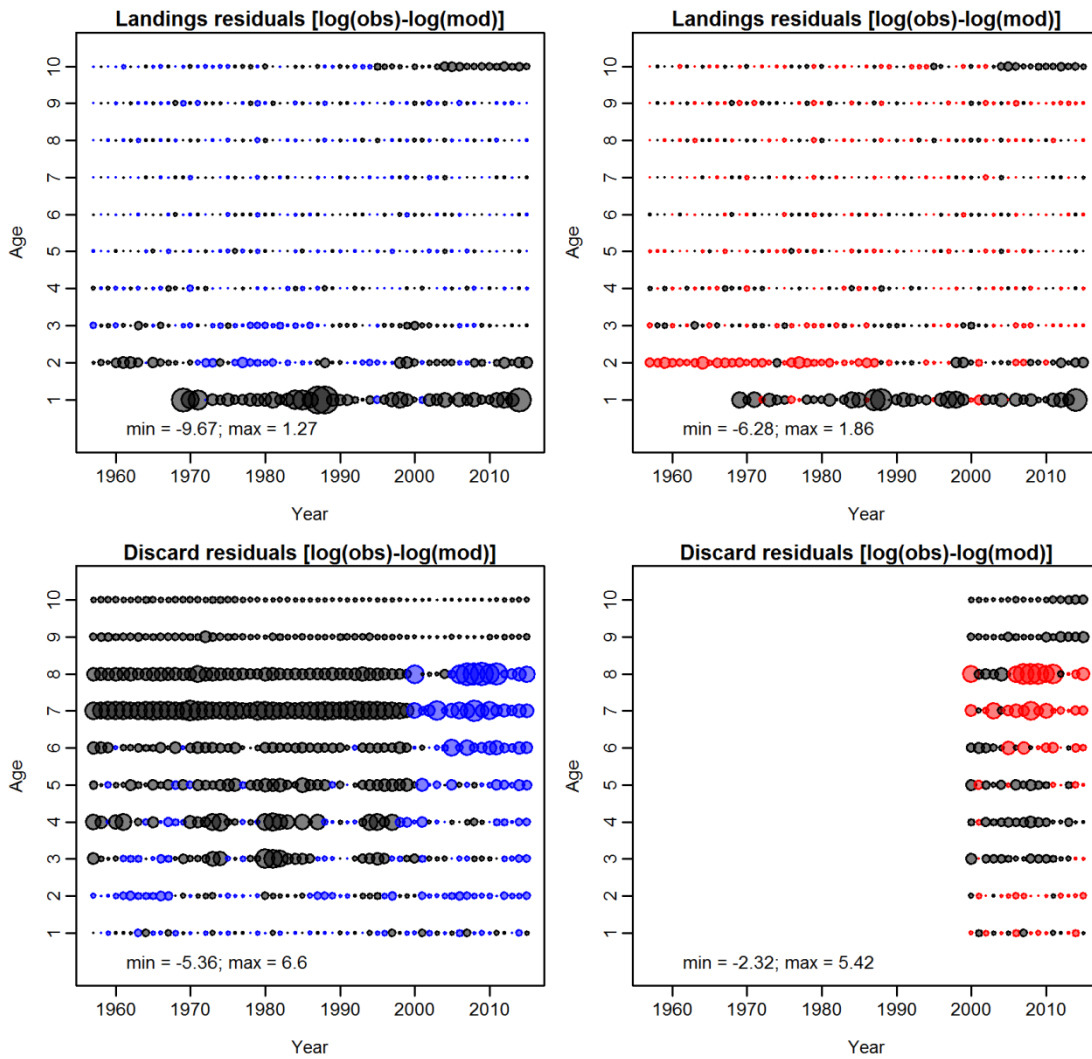 Landings residuals [log(obs)-log(mod)]
10
9
8
7
6
5
4
3
2
1
Age
min = -9.67; max = 1.27
1960 1970 1980 1990 2000 2010
Year
Landings residuals [log(obs)-log(mod)]
10
9
8
7
6
5
4
3
2
1
Age
min = -6.28; max = 1.86
1960 1970 1980 1990 2000 2010
Year
Discard residuals [log(obs)-log(mod)]
10
9
8
7
6
5
4
3
2
1
Age
min = -5.36; max = 6.6
1960 1970 1980 1990 2000 2010
Year
Discard residuals [log(obs)-log(mod)]
10
9
8
7
6
5
4
3
2
1
Age
min = -2.32; max = 5.42
1960 1970 1980 1990 2000 2010
Year